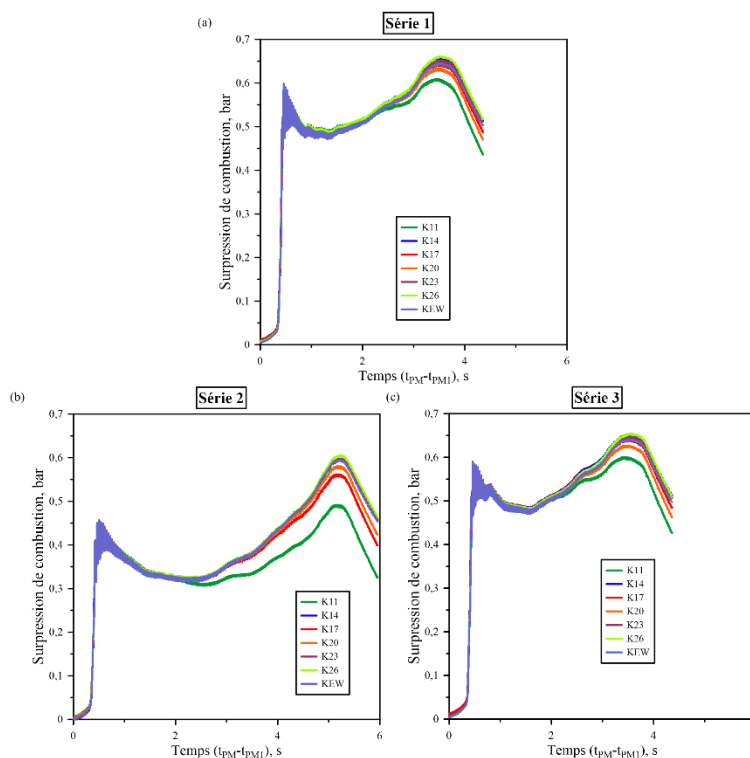 Série 1
(a)
0,7
0,6
0,5
0,4
0,3
0,2
0,1
0
Surpression de combustion, bar
K11
K14
K17
K20
K23
K26
KEW
0 2 4 6
Temps (tPM-tPM1), s
(b)
Série 2
0,7
0,6
0,5
0,4
0,3
0,2
0,1
0
Surpression de combustion, bar
K11
K14
K17
K20
K23
K26
KEW
0 2 4 6
Temps (tPM-tPM1), s
(c)
Série 3
0,7
0,6
0,5
0,4
0,3
0,2
0,1
0
Surpression de combustion, bar
K11
K14
K17
K20
K23
K26
KEW
0 2 4
Temps (tPM-tPM1), s